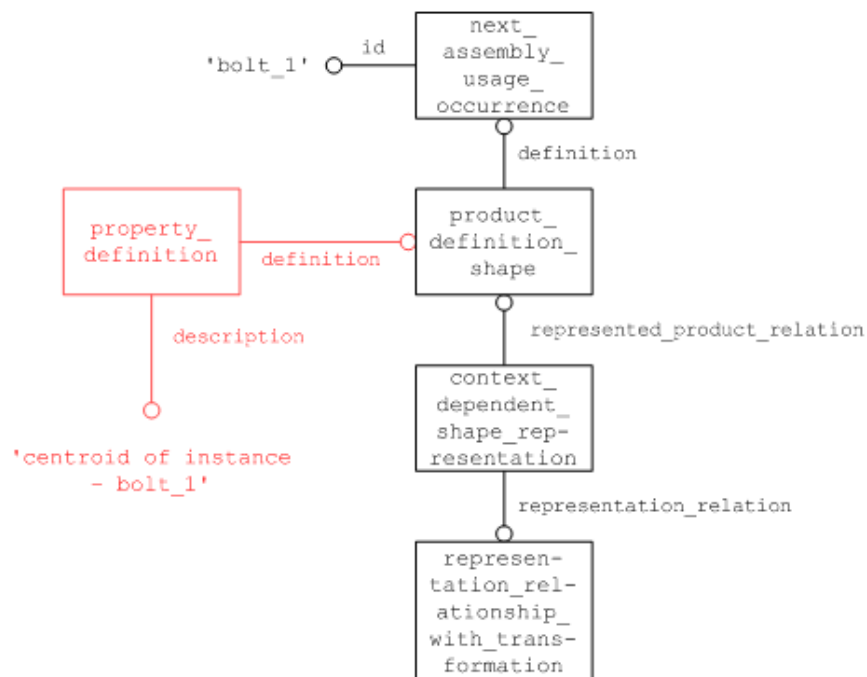 next_
assembly_
usage_
occurrence
id
'bolt_1'
definition
property_
definition
definition
product_
definition_
shape
description
represented_product_relation
'centroid of instance
- bolt_1'
context_
dependent_
shape_rep-
resentation
representation_relation
represen-
tation_rel-
ationship_
with_trans-
formation